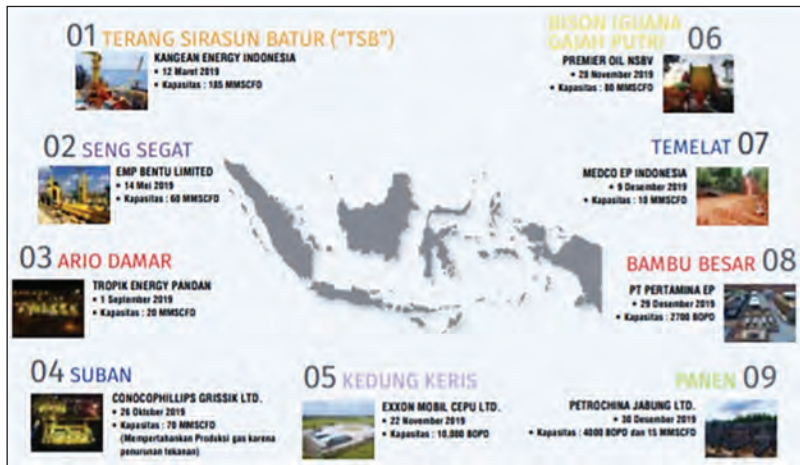 01 TERANG SIRASUN BATUR ("TSB")
KANGEAN ENERGY INDONESIA
• 12 Maret 2019
• Kapasitas : 185 MMSCFD
02 SENG SEGAT
EMP BENTU LIMITED
• 14 Mei 2019
• Kapasitas : 60 MMSCFD
03 ARIO DAMAR
TROPIK ENERGY PANDAN
• 1 September 2019
• Kapasitas : 20 MMSCFD
04 SUBAN
CONOCOPHILLIPS GRISSIK LTD.
• 26 Oktober 2019
• Kapasitas : 70 MMSCFD
(Mempertahankan Produksi gas karena
penurunan tekanan)
05 KEDUNG KERIS
EXXON MOBIL CEPU LTD.
• 22 November 2019
• Kapasitas : 10.000 BOPD
BISON IGUANA
GAJAH PUTRI 06
PREMIER OIL NSBV
• 28 November 2019
• Kapasitas : 80 MMSCFD
TEMELAT 07
MEDCO EP INDONESIA
• 9 Desember 2019
• Kapasitas : 10 MMSCFD
BAMBU BESAR 08
PT PERTAMINA EP
• 29 Desember 2019
• Kapasitas : 2700 BOPD
PANEN 09
PETROCHINA JABUNG LTD.
• 30 Desember 2019
• Kapasitas : 4000 BOPD dan 15 MMSCFD